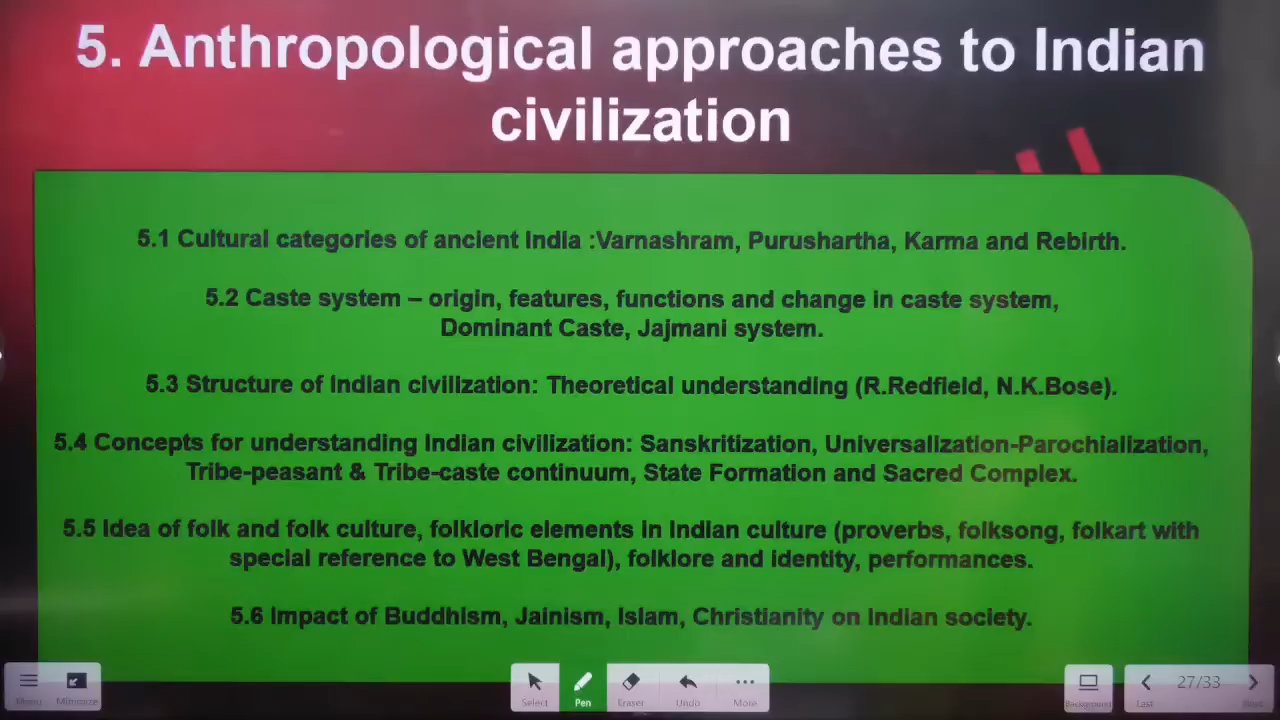 5. Anthropological approaches to Indian
civilization
5.1 Cultural categories of ancient India :Varnashram, Purushartha, Karma and Rebirth.
5.2 Caste system – origin, features, functions and change in caste system,
Dominant Caste, Jajmani system.
5.3 Structure of Indian civilization: Theoretical understanding (R.Redfield, N.K.Bose).
5.4 Concepts for understanding Indian civilization: Sanskritization, Universalization-Parochialization,
Tribe-peasant & Tribe-caste continuum, State Formation and Sacred Complex.
5.5 Idea of folk and folk culture, folkloric elements in Indian culture (proverbs, folksong, folkart with
special reference to West Bengal), folklore and identity, performances.
5.6 Impact of Buddhism, Jainism, Islam, Christianity on Indian society.
Menu Minimize Select Pen Eraser Undo More Background 27/33 Last Next